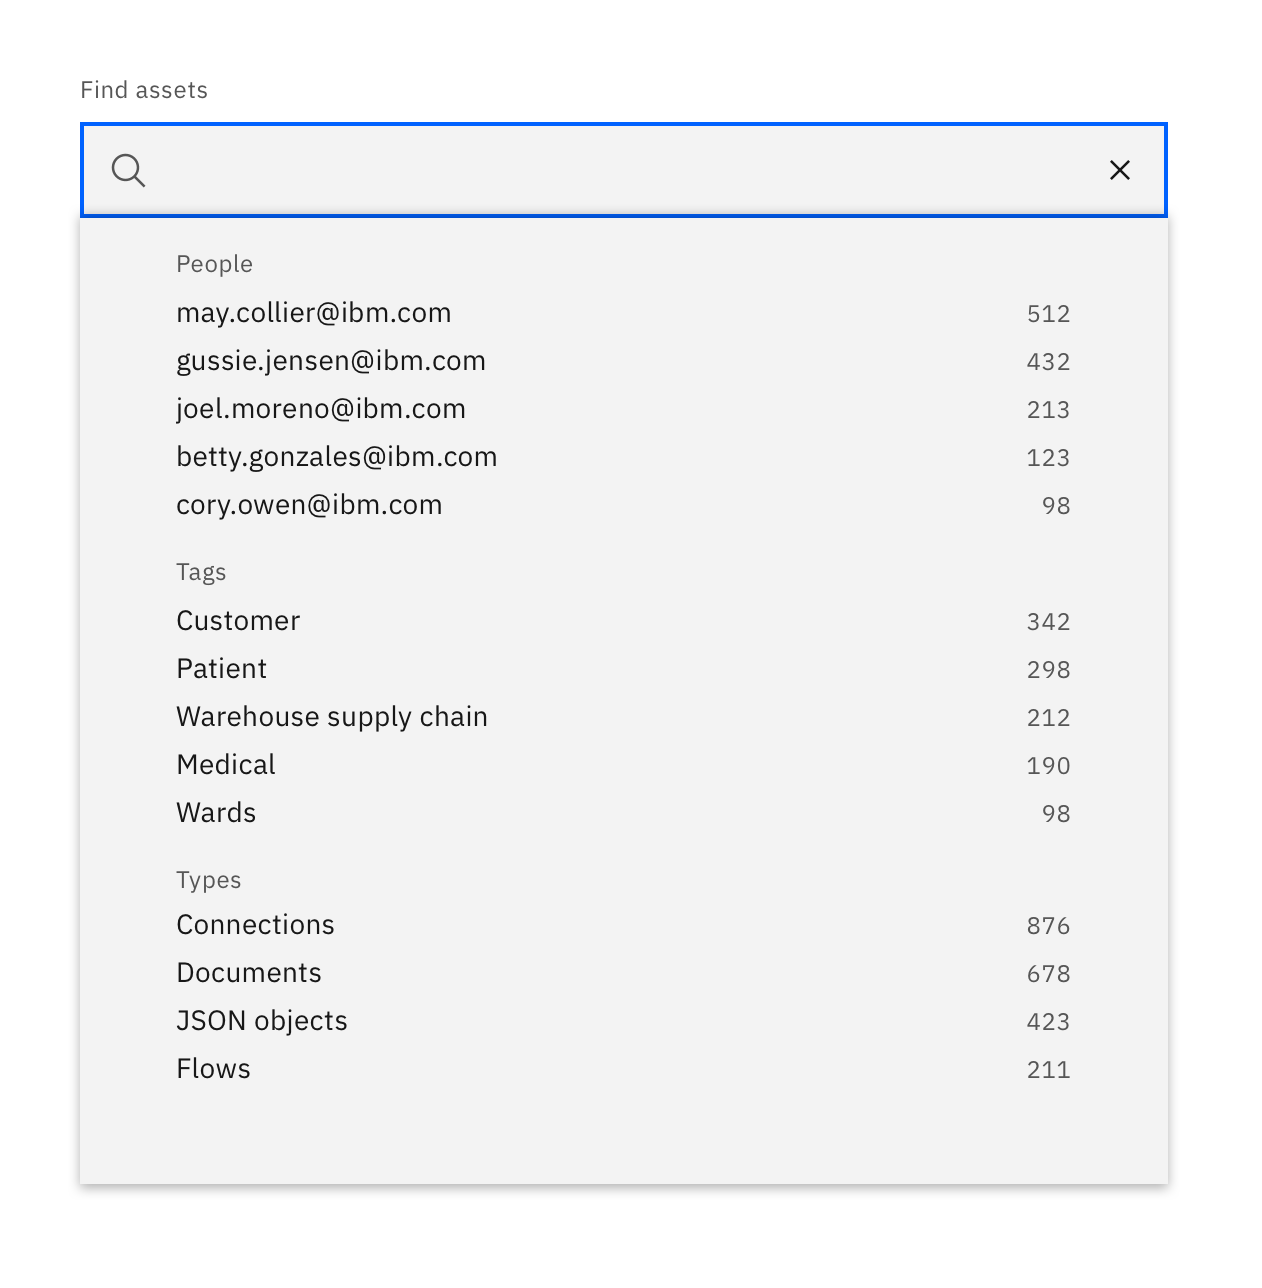 Find assets
People
may.collier@ibm.com 512
gussie.jensen@ibm.com 432
joel.moreno@ibm.com 213
betty.gonzales@ibm.com 123
cory.owen@ibm.com 98
Tags
Customer 342
Patient 298
Warehouse supply chain 212
Medical 190
Wards 98
Types
Connections 876
Documents 678
JSON objects 423
Flows 211